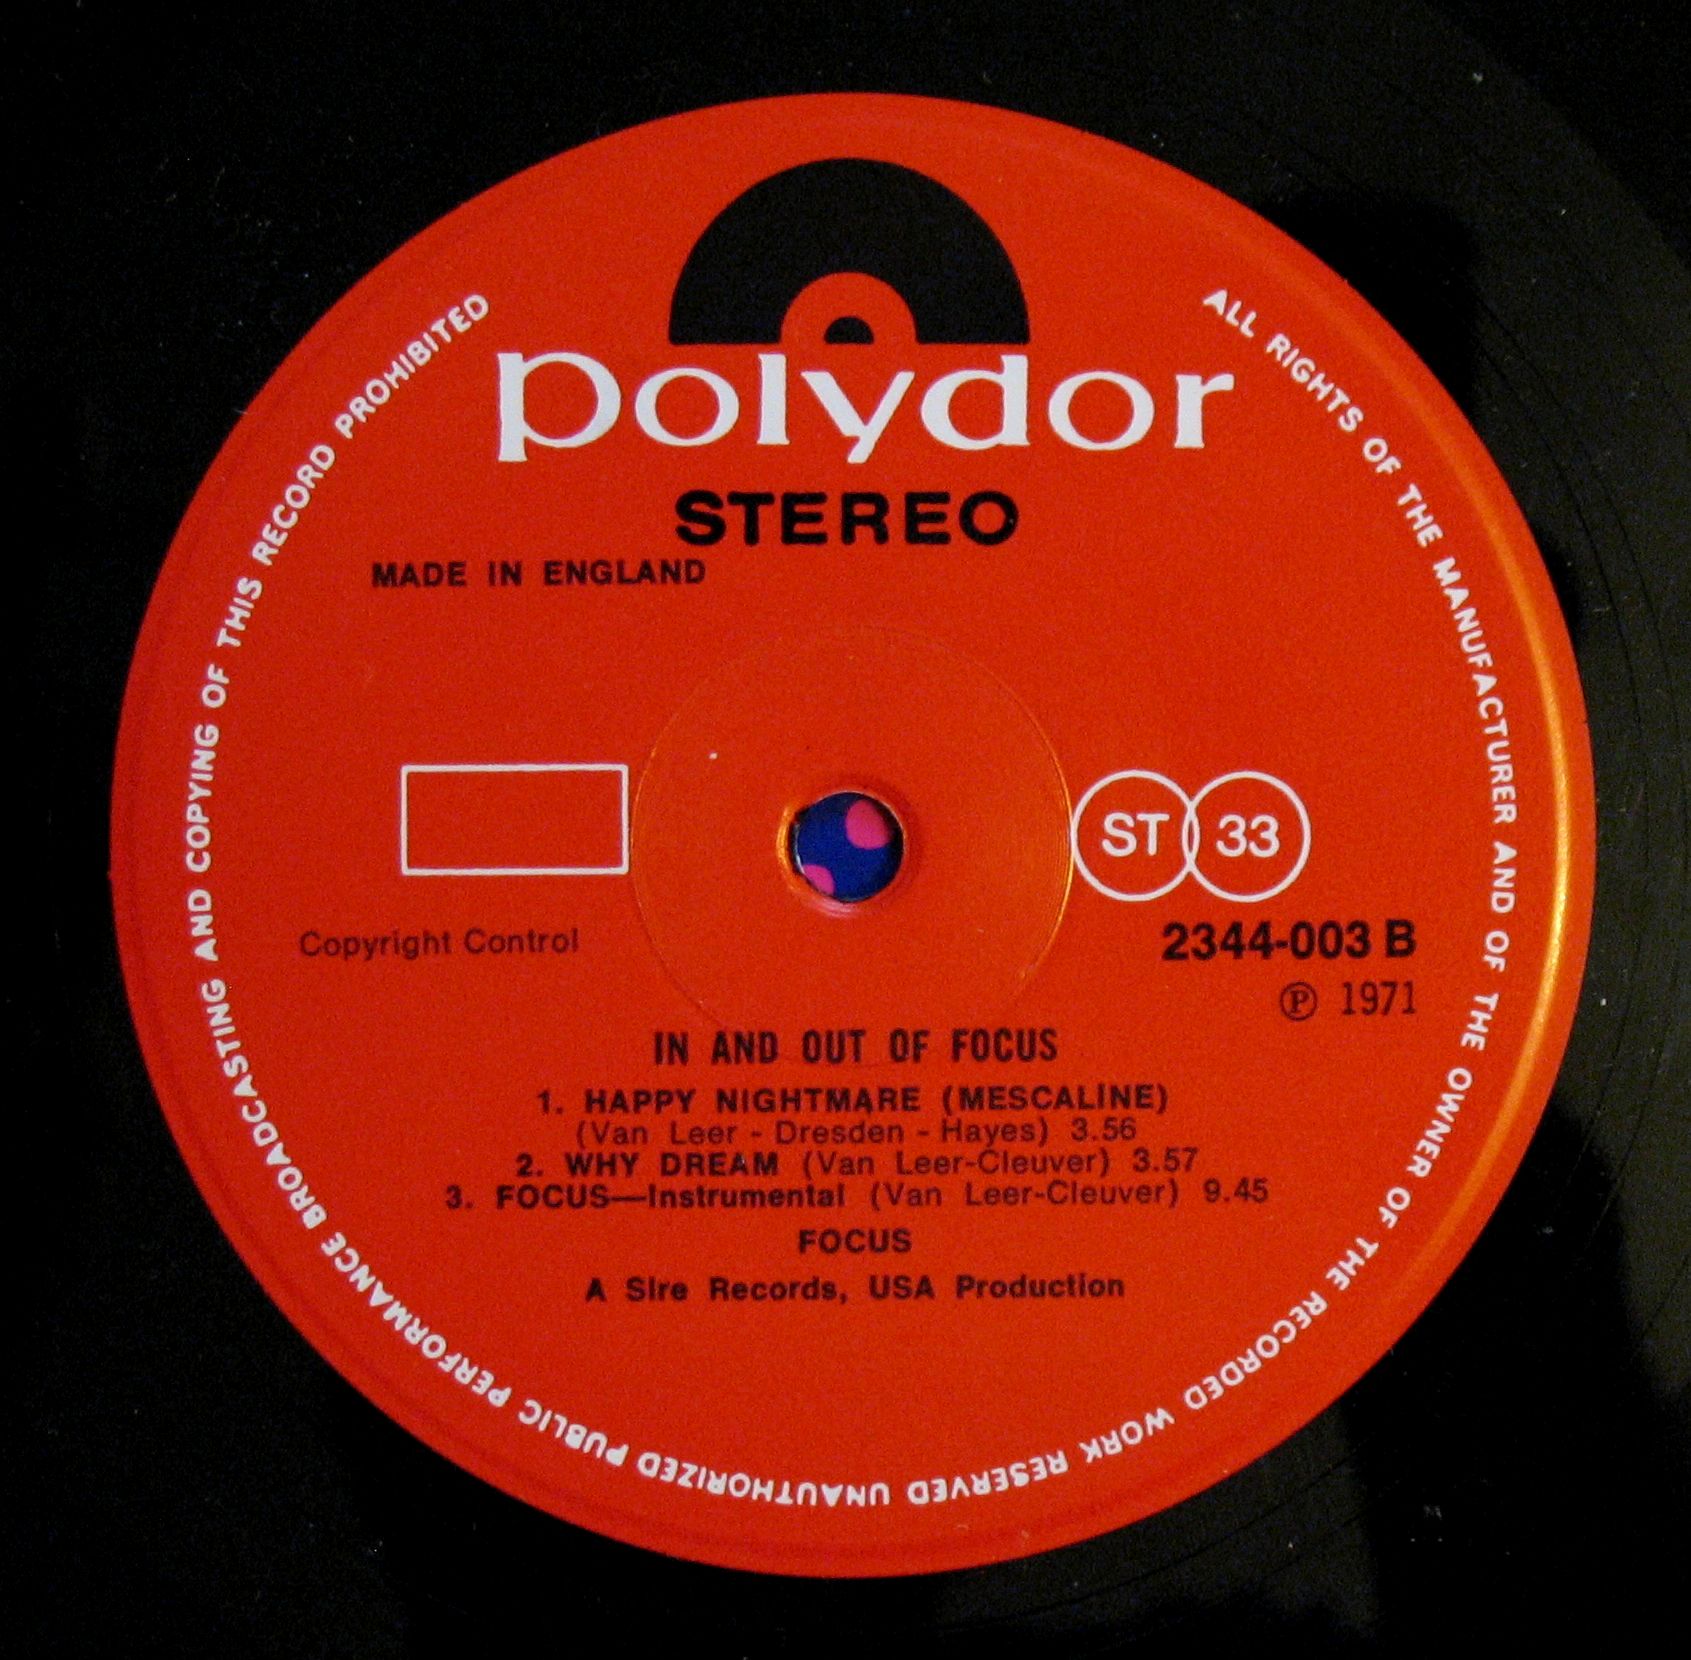 polydor
STEREO
MADE IN ENGLAND
ST 33
Copyright Control
2344-003 B
℗ 1971
IN AND OUT OF FOCUS
1. HAPPY NIGHTMARE (MESCALINE)
(Van Leer - Dresden - Hayes) 3.56
2. WHY DREAM (Van Leer-Cleuver) 3.57
3. FOCUS—Instrumental (Van Leer-Cleuver) 9.45
FOCUS
A Sire Records, USA Production
ALL RIGHTS OF THE MANUFACTURER AND OF THE OWNER OF THE RECORDED WORK RESERVED UNAUTHORIZED PUBLIC PERFORMANCE BROADCASTING AND COPYING OF THIS RECORD PROHIBITED